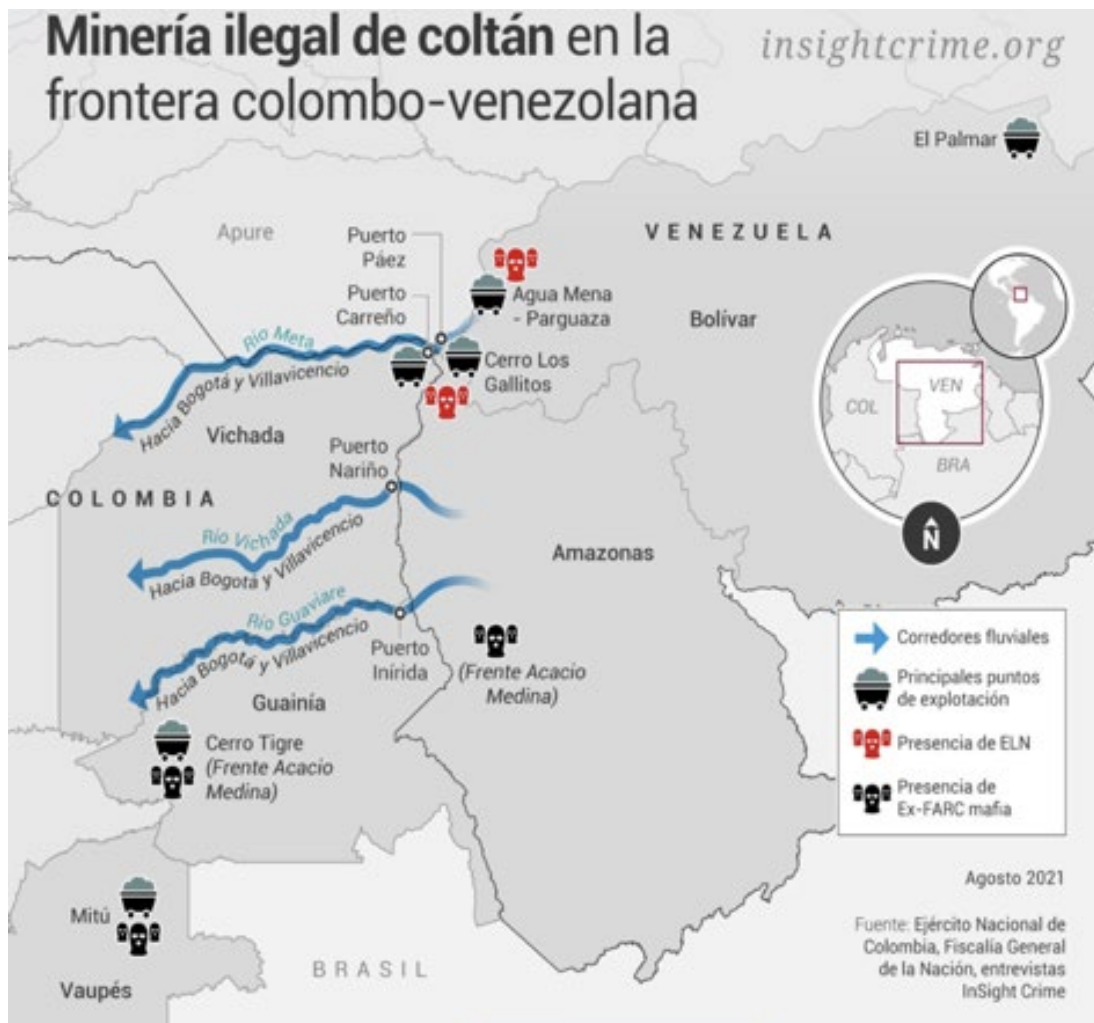 Minería ilegal de coltán en la
frontera colombo-venezolana
insightcrime.org
El Palmar
VENEZUELA
Apure
Puerto
Páez
Puerto
Carreño
Agua Mena
- Parguaza
Bolívar
Cerro Los
Gallitos
Río Meta
Hacia Bogotá y Villavicencio
Vichada
Puerto
Nariño
COLOMBIA
Río Vichada
Hacia Bogotá y Villavicencio
Amazonas
Río Guaviare
Hacia Bogotá y Villavicencio
Puerto
Inírida
(Frente Acacio
Medina)
Guainía
Cerro Tigre
(Frente Acacio
Medina)
Mitú
Vaupés
BRASIL
COL
VEN
BRA
N
Corredores fluviales
Principales puntos
de explotación
Presencia de ELN
Presencia de
Ex-FARC mafia
Agosto 2021
Fuente: Ejército Nacional de
Colombia, Fiscalía General
de la Nación, entrevistas
InSight Crime